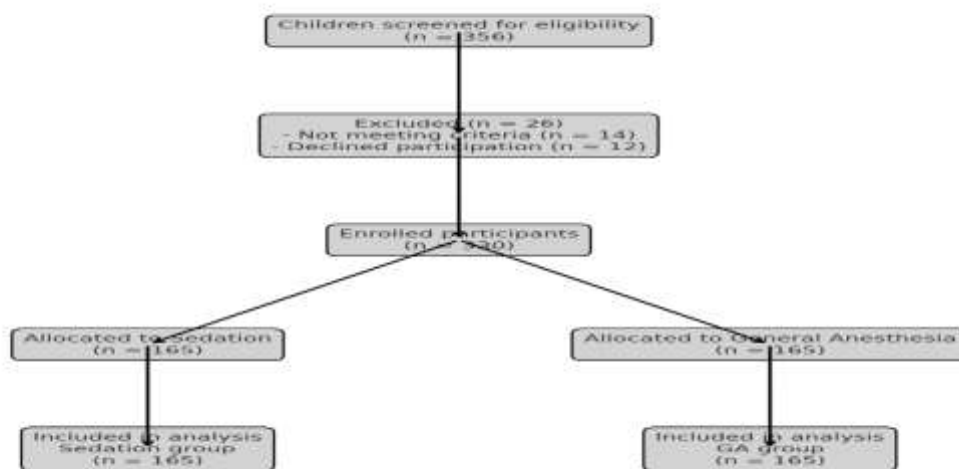 Children screened for eligibility
(n = 356)
Excluded (n = 26)
- Not meeting criteria (n = 14)
- Declined participation (n = 12)
Enrolled participants
(n = 330)
Allocated to Sedation
(n = 165)
Allocated to General Anesthesia
(n = 165)
Included in analysis
Sedation group
(n = 165)
Included in analysis
GA group
(n = 165)